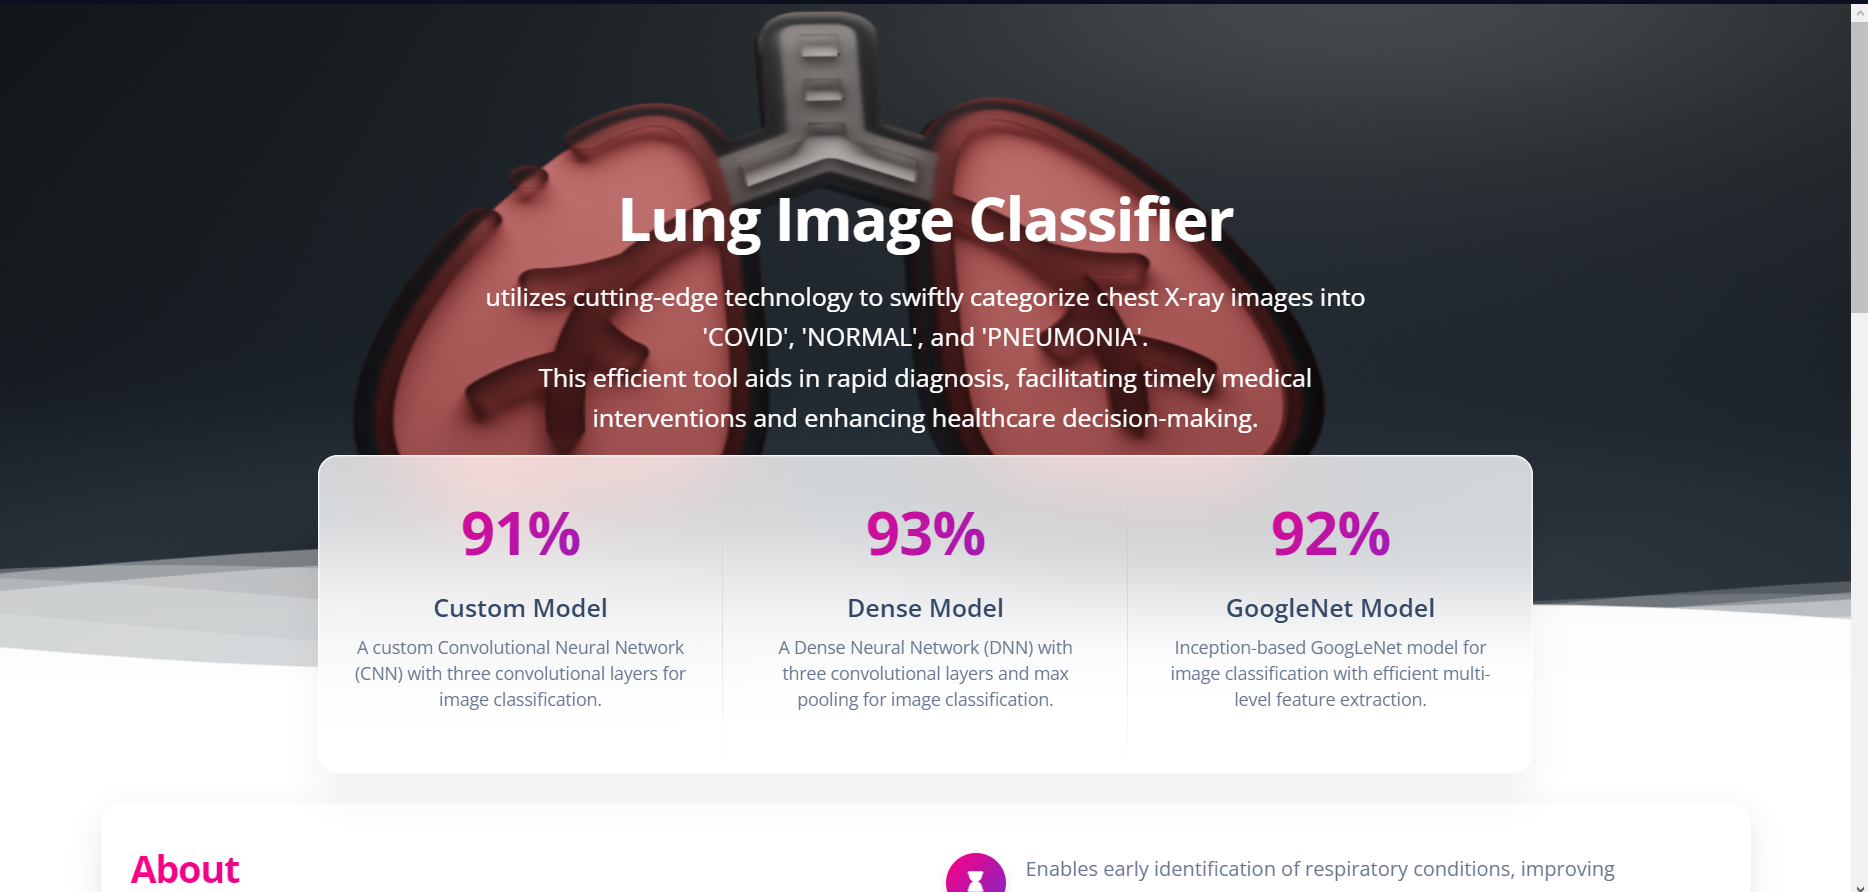 Lung Image Classifier
utilizes cutting-edge technology to swiftly categorize chest X-ray images into
'COVID', 'NORMAL', and 'PNEUMONIA'.
This efficient tool aids in rapid diagnosis, facilitating timely medical
interventions and enhancing healthcare decision-making.
91%
Custom Model
A custom Convolutional Neural Network
(CNN) with three convolutional layers for
image classification.
93%
Dense Model
A Dense Neural Network (DNN) with
three convolutional layers and max
pooling for image classification.
92%
GoogleNet Model
Inception-based GoogLeNet model for
image classification with efficient multi-
level feature extraction.
About
Enables early identification of respiratory conditions, improving